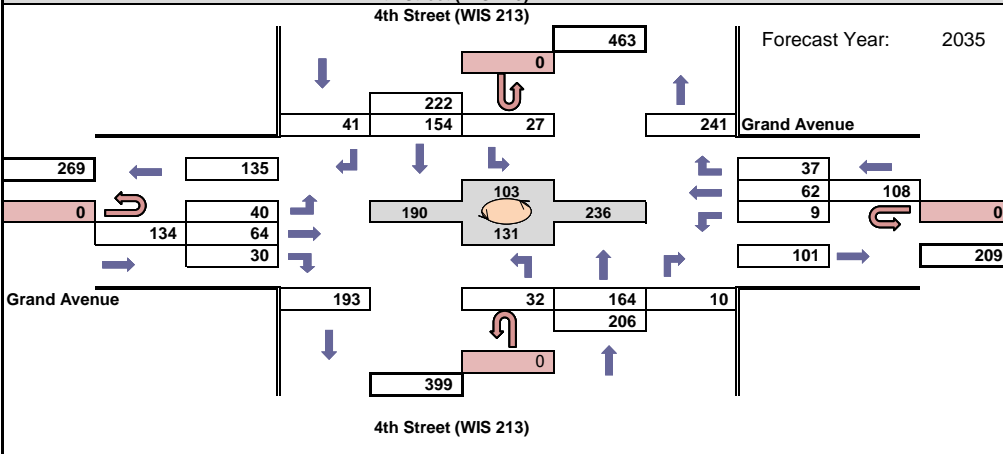 4th Street (WIS 213)
463
Forecast Year: 2035
0
222
41 154 27 241 Grand Avenue
269 135 37
103
62 108
0 40 190 236 9 0
134 64
131
30 101 209
Grand Avenue 193 32 164 10
206
0
399
4th Street (WIS 213)